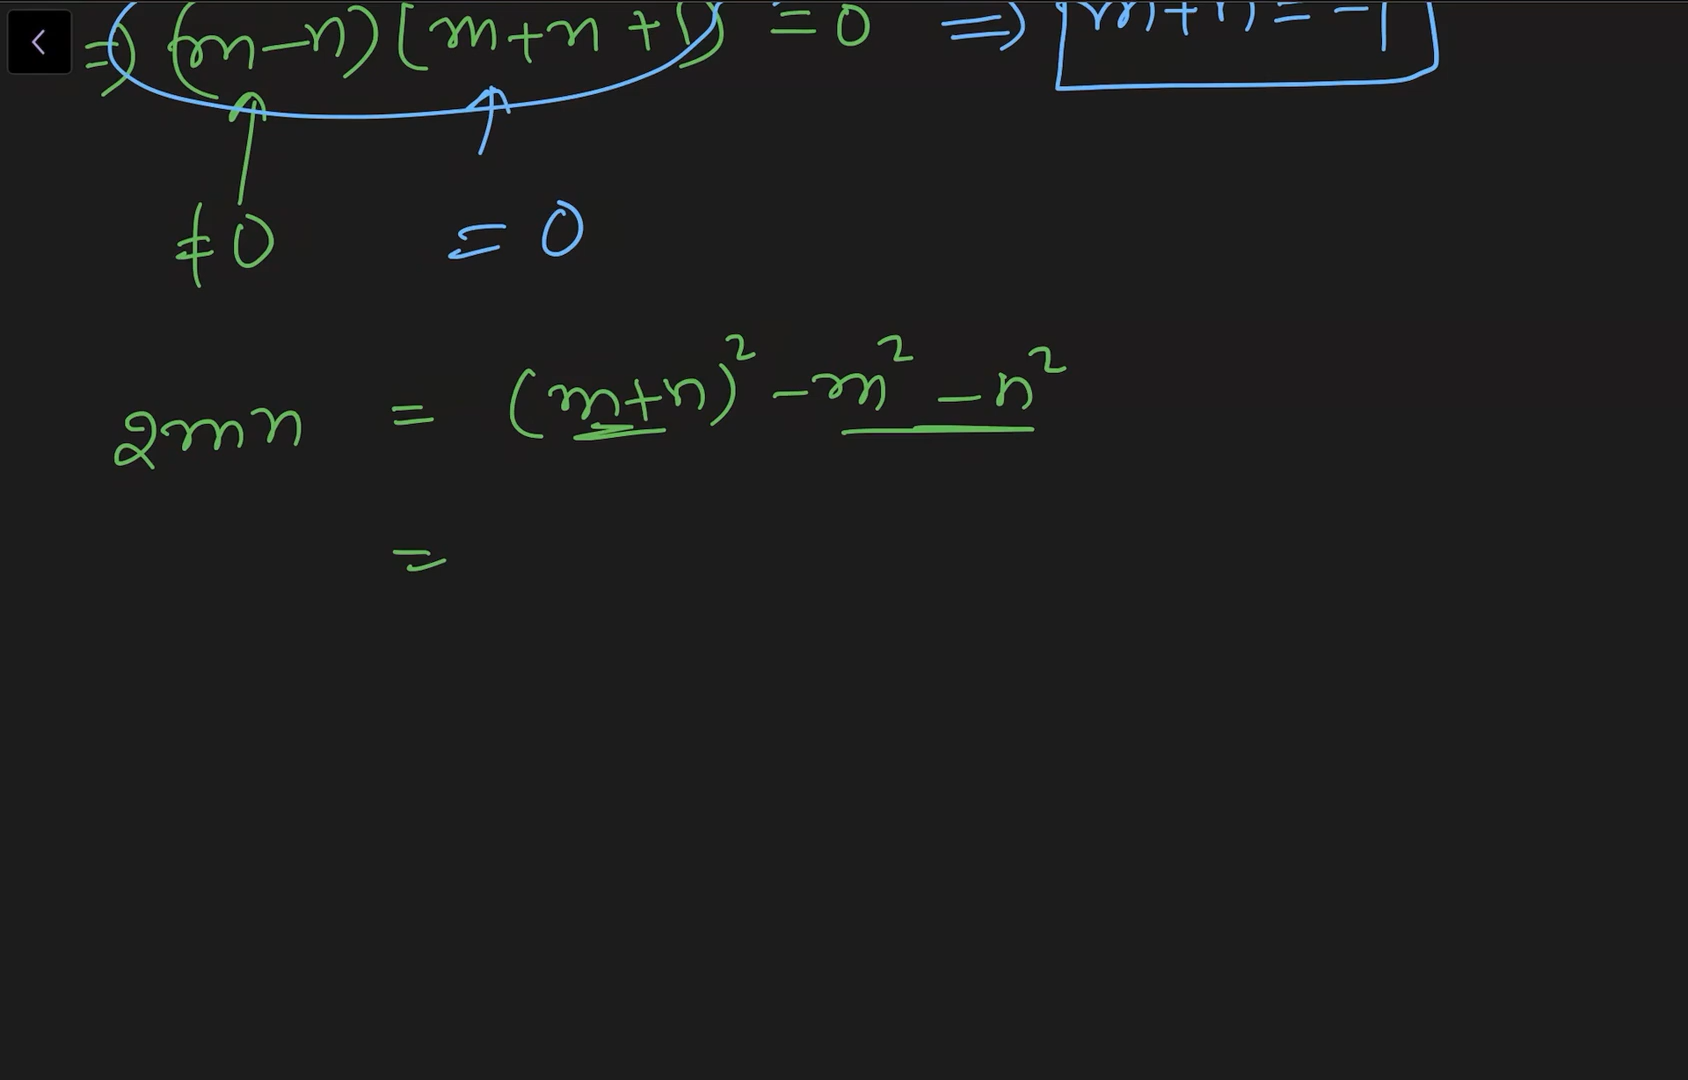 ⇒ (m-n) (m+n+1) = 0 ⇒ m+n = -1
≠0 = 0
2mn = (m+n)² - m² - n²
=